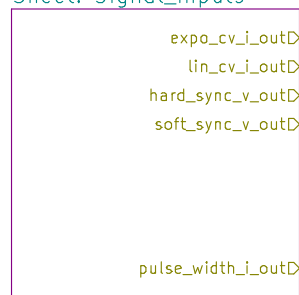 Sheet: Signal_Inputs
expo_cv_i_out
lin_cv_i_out
hard_sync_v_out
soft_sync_v_out
pulse_width_i_out